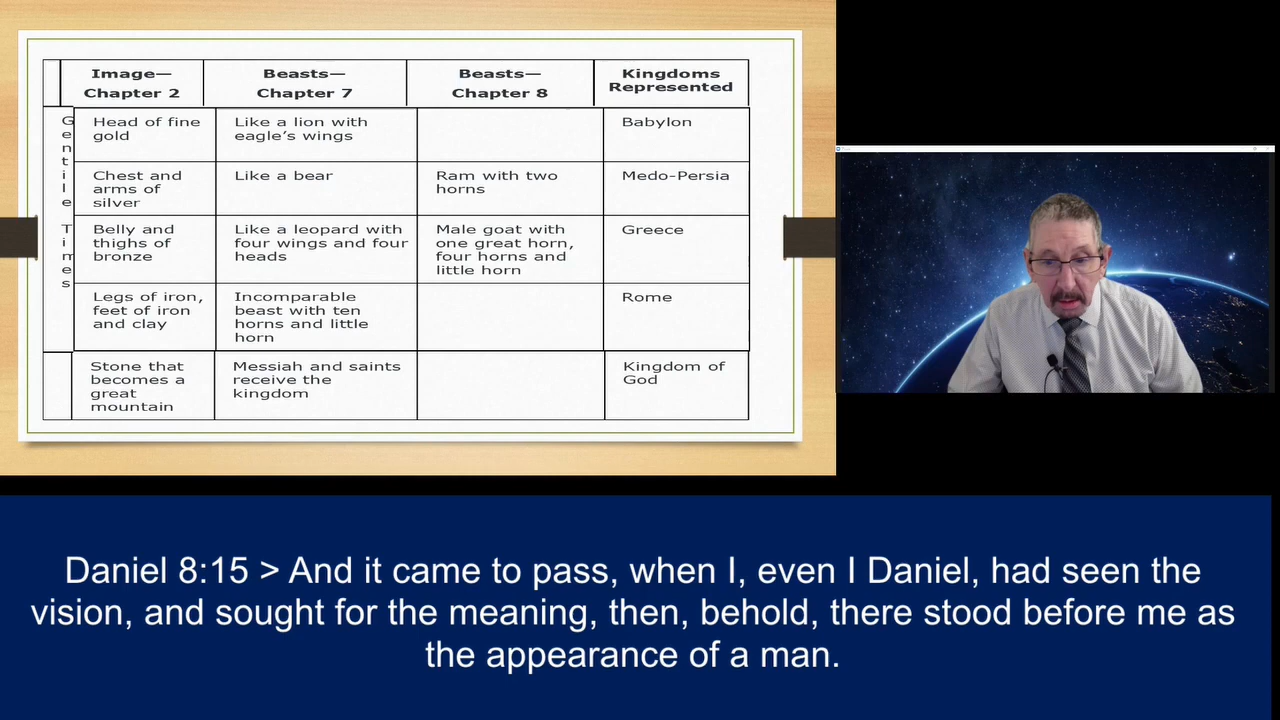 Image—
Chapter 2
Beasts—
Chapter 7
Beasts—
Chapter 8
Kingdoms
Represented
Gentile Times
Head of fine
gold
Like a lion with
eagle's wings
Babylon
Chest and
arms of
silver
Like a bear
Ram with two
horns
Medo-Persia
Belly and
thighs of
bronze
Like a leopard with
four wings and four
heads
Male goat with
one great horn,
four horns and
little horn
Greece
Legs of iron,
feet of iron
and clay
Incomparable
beast with ten
horns and little
horn
Rome
Stone that
becomes a
great
mountain
Messiah and saints
receive the
kingdom
Kingdom of
God
Daniel 8:15 > And it came to pass, when I, even I Daniel, had seen the
vision, and sought for the meaning, then, behold, there stood before me as
the appearance of a man.